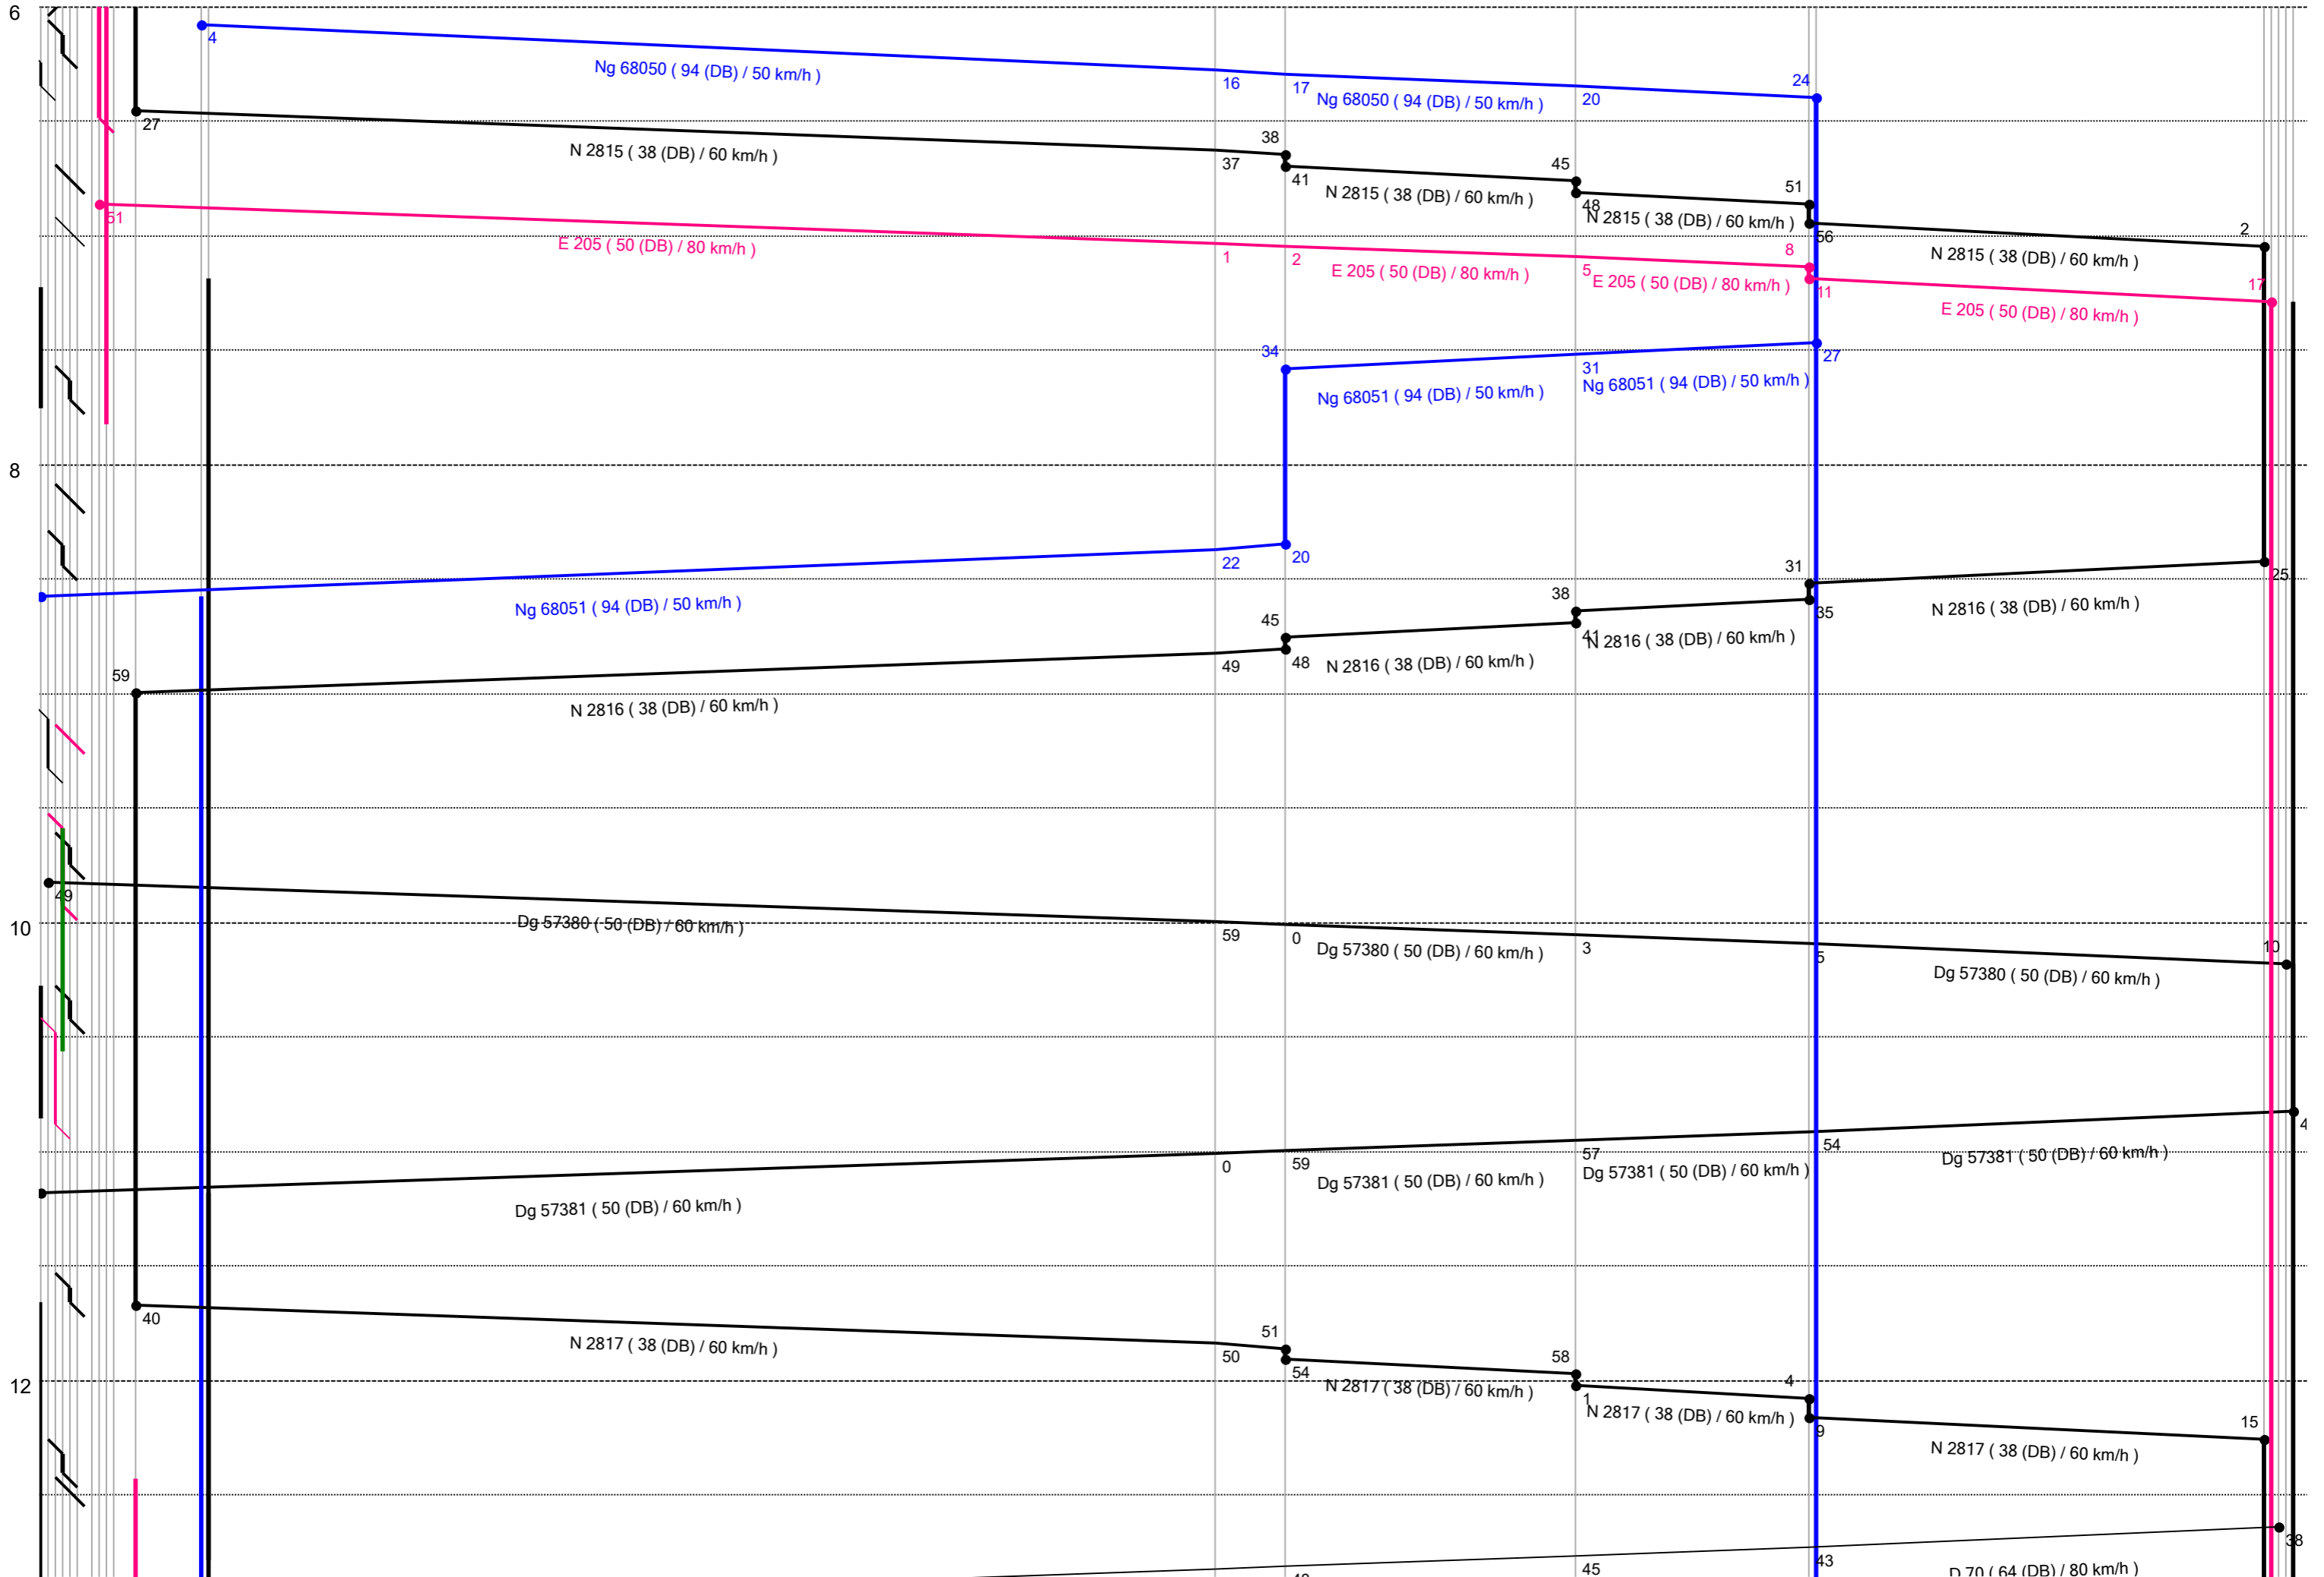 6
4
Ng 68050 ( 94 (DB) / 50 km/h )
16
17
Ng 68050 ( 94 (DB) / 50 km/h )
20
24
27
N 2815 ( 38 (DB) / 60 km/h )
37
38
41
N 2815 ( 38 (DB) / 60 km/h )
45
48
N 2815 ( 38 (DB) / 60 km/h )
51
56
N 2815 ( 38 (DB) / 60 km/h )
2
51
E 205 ( 50 (DB) / 80 km/h )
1
2
E 205 ( 50 (DB) / 80 km/h )
5
E 205 ( 50 (DB) / 80 km/h )
8
11
E 205 ( 50 (DB) / 80 km/h )
17
34
Ng 68051 ( 94 (DB) / 50 km/h )
31
Ng 68051 ( 94 (DB) / 50 km/h )
27
8
Ng 68051 ( 94 (DB) / 50 km/h )
22
20
59
N 2816 ( 38 (DB) / 60 km/h )
49
45
48
N 2816 ( 38 (DB) / 60 km/h )
38
41
N 2816 ( 38 (DB) / 60 km/h )
31
35
N 2816 ( 38 (DB) / 60 km/h )
25
49
10
Dg 57380 ( 50 (DB) / 60 km/h )
59
0
Dg 57380 ( 50 (DB) / 60 km/h )
3
5
Dg 57380 ( 50 (DB) / 60 km/h )
10
Dg 57381 ( 50 (DB) / 60 km/h )
0
59
Dg 57381 ( 50 (DB) / 60 km/h )
57
Dg 57381 ( 50 (DB) / 60 km/h )
54
Dg 57381 ( 50 (DB) / 60 km/h )
4
40
N 2817 ( 38 (DB) / 60 km/h )
50
51
54
N 2817 ( 38 (DB) / 60 km/h )
58
1
N 2817 ( 38 (DB) / 60 km/h )
4
9
N 2817 ( 38 (DB) / 60 km/h )
15
12
45
43
D 70 ( 64 (DB) / 80 km/h )
38